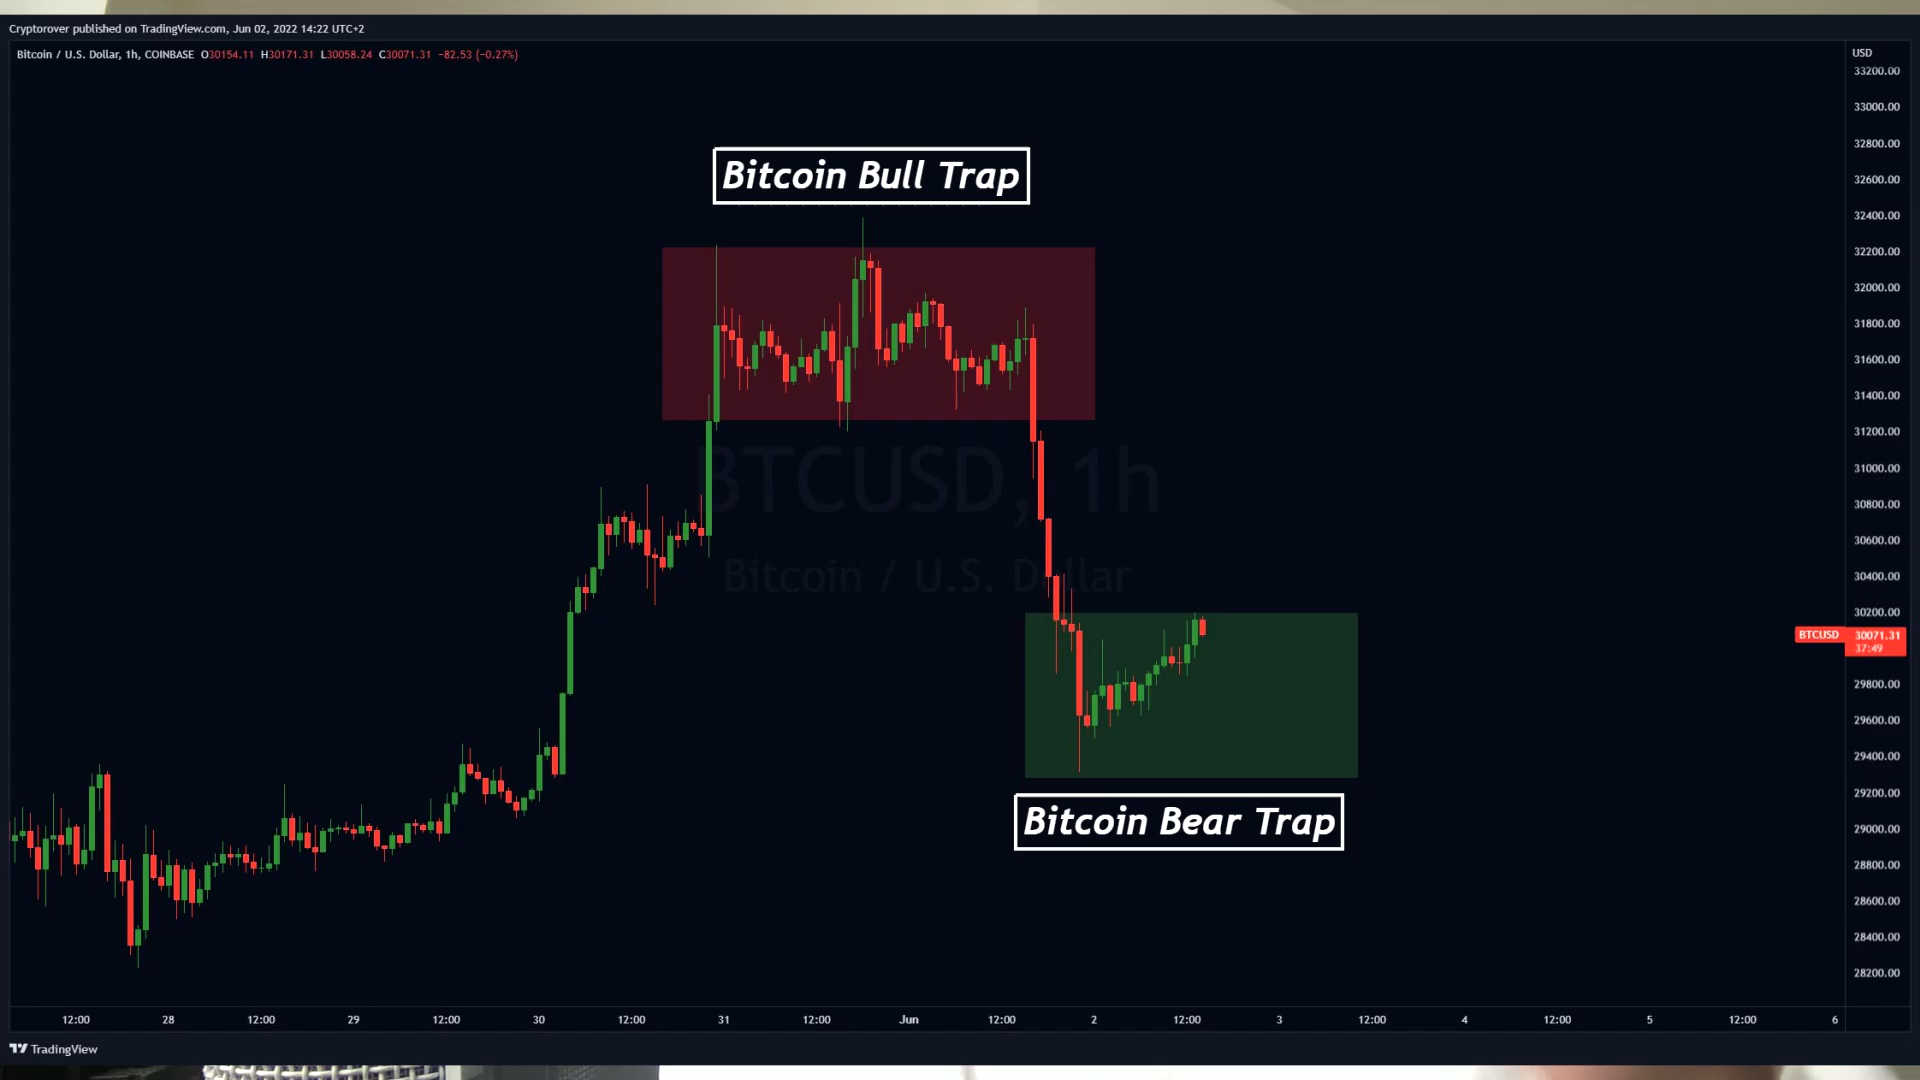 Cryptorover published on TradingView.com, Jun 02, 2022 14:22 UTC+2
Bitcoin / U.S. Dollar, 1h, COINBASE O30154.11 H30171.31 L30058.24 C30071.31 −82.53 (−0.27%)
USD
33200.00
33000.00
32800.00
Bitcoin Bull Trap
32600.00
32400.00
32200.00
32000.00
31800.00
31600.00
31400.00
31200.00
BTCUSD, 1h
31000.00
30800.00
30600.00
Bitcoin / U.S. Dollar
30400.00
30200.00
BTCUSD 30071.31
37:49
29800.00
29600.00
29400.00
29200.00
Bitcoin Bear Trap
29000.00
28800.00
28600.00
28400.00
28200.00
12:00 28 12:00 29 12:00 30 12:00 31 12:00 Jun 12:00 2 12:00 3 12:00 4 12:00 5 12:00 6
TradingView